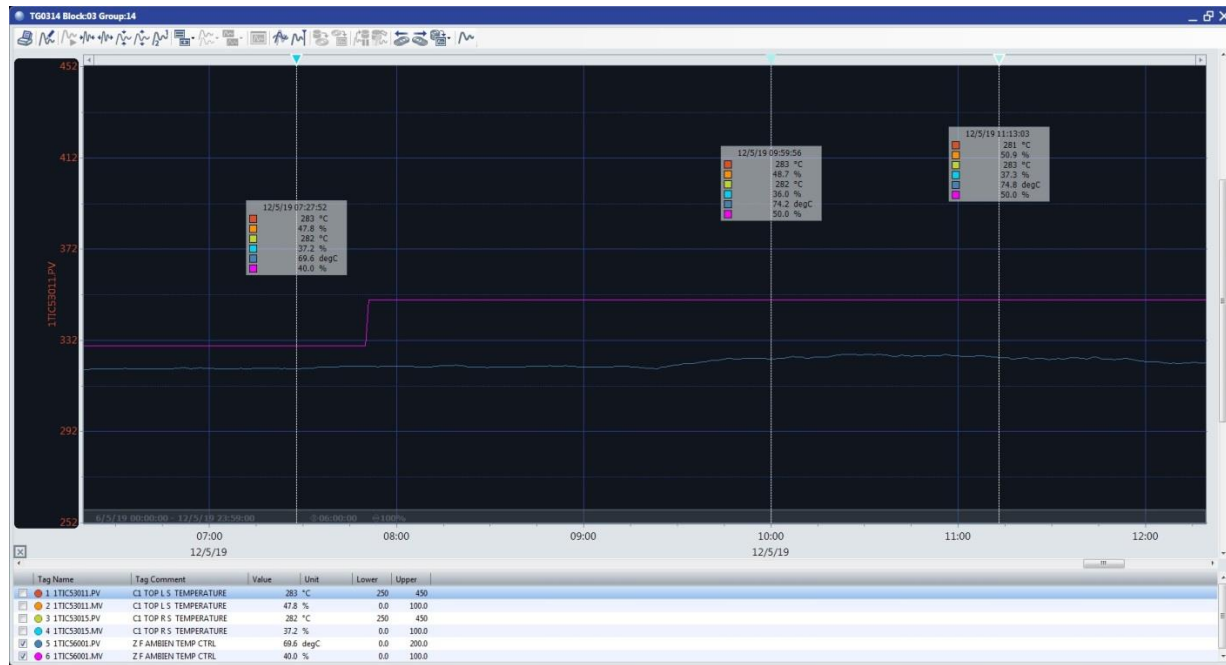 TG0314 Block:03 Group:14
452
412
372
332
292
252
1TIC53011.PV
12/5/19 07:27:52
283 °C
47.8 %
282 °C
37.2 %
69.6 degC
40.0 %
12/5/19 09:59:56
283 °C
48.7 %
282 °C
36.0 %
74.2 degC
50.0 %
12/5/19 11:13:03
281 °C
50.9 %
283 °C
37.3 %
74.8 degC
50.0 %
6/5/19 00:00:00 - 12/5/19 23:59:00 06:00:00 100%
07:00 08:00 09:00 10:00 11:00 12:00
12/5/19 12/5/19
Tag Name Tag Comment Value Unit Lower Upper
1 1TIC53011.PV C1 TOP L S TEMPERATURE 283 °C 250 450
2 1TIC53011.MV C1 TOP L S TEMPERATURE 47.8 % 0.0 100.0
3 1TIC53015.PV C1 TOP R S TEMPERATURE 282 °C 250 450
4 1TIC53015.MV C1 TOP R S TEMPERATURE 37.2 % 0.0 100.0
5 1TIC56001.PV Z F AMBIEN TEMP CTRL 69.6 degC 0.0 200.0
6 1TIC56001.MV Z F AMBIEN TEMP CTRL 40.0 % 0.0 100.0